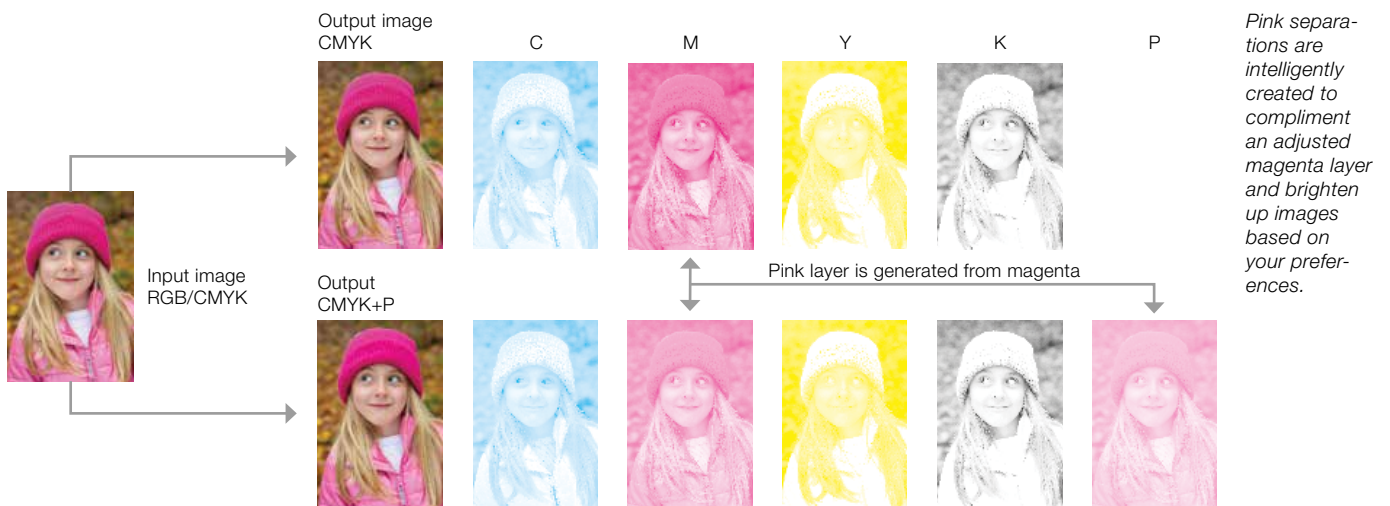 Output image
CMYK
C
M
Y
K
P
Input image
RGB/CMYK
Pink layer is generated from magenta
Output
CMYK+P
Pink separa-
tions are
intelligently
created to
compliment
an adjusted
magenta layer
and brighten
up images
based on
your prefer-
ences.